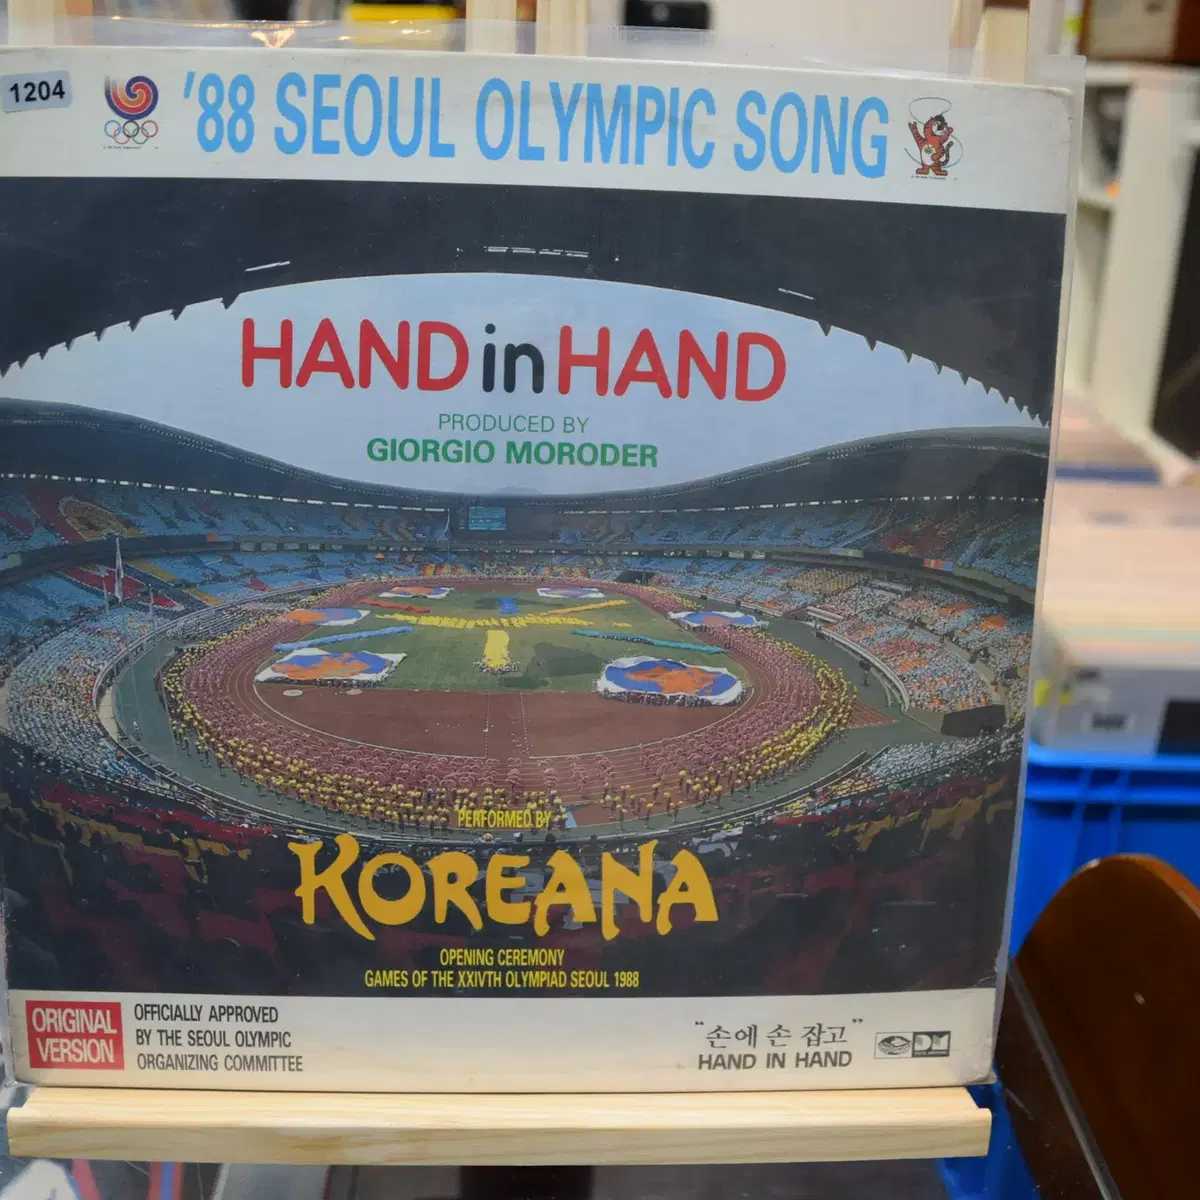 1204
'88 SEOUL OLYMPIC SONG
HAND in HAND
PRODUCED BY
GIORGIO MORODER
PERFORMED BY
KOREANA
OPENING CEREMONY
GAMES OF THE XXIVTH OLYMPIAD SEOUL 1988
ORIGINAL
VERSION
OFFICIALLY APPROVED
BY THE SEOUL OLYMPIC
ORGANIZING COMMITTEE
"손에 손 잡고"
HAND IN HAND